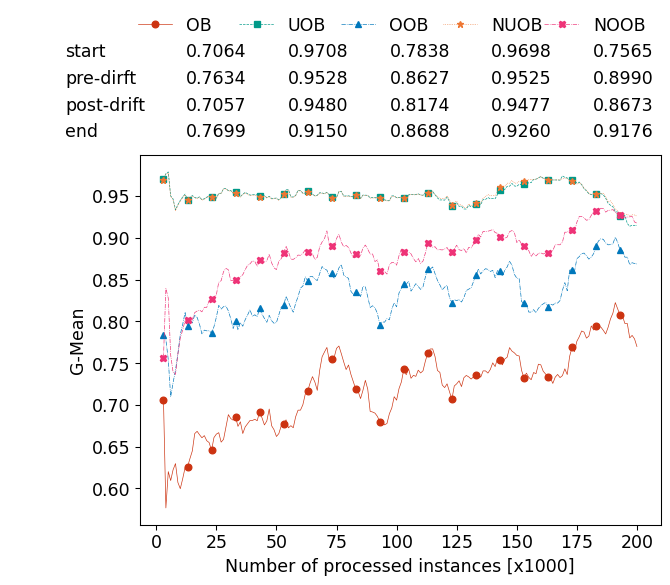 OB UOB OOB NUOB NOOB
start 0.7064 0.9708 0.7838 0.9698 0.7565
pre-dirft 0.7634 0.9528 0.8627 0.9525 0.8990
post-drift 0.7057 0.9480 0.8174 0.9477 0.8673
end 0.7699 0.9150 0.8688 0.9260 0.9176
0.95
0.90
0.85
0.80
0.75
0.70
0.65
0.60
G-Mean
0 25 50 75 100 125 150 175 200
Number of processed instances [x1000]